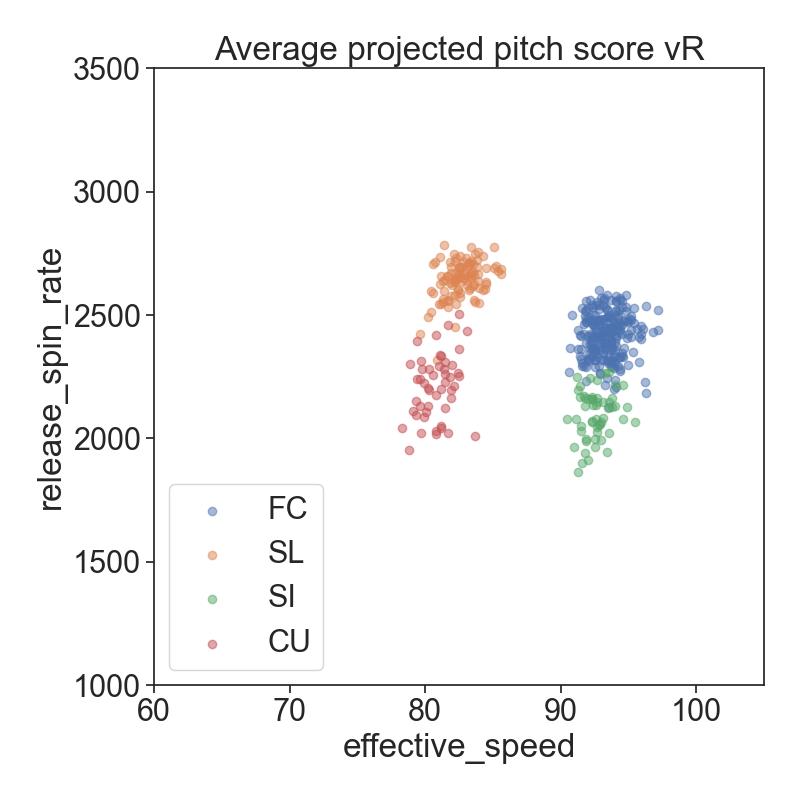 Average projected pitch score vR
3500
3000
2500
2000
1500
1000
release_spin_rate
FC
SL
SI
CU
60
70
80
90
100
effective_speed